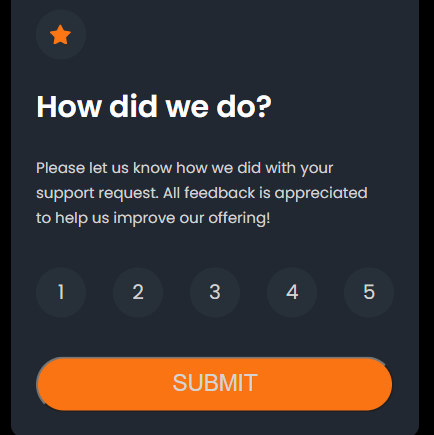 How did we do?
Please let us know how we did with your
support request. All feedback is appreciated
to help us improve our offering!
1 2 3 4 5
SUBMIT